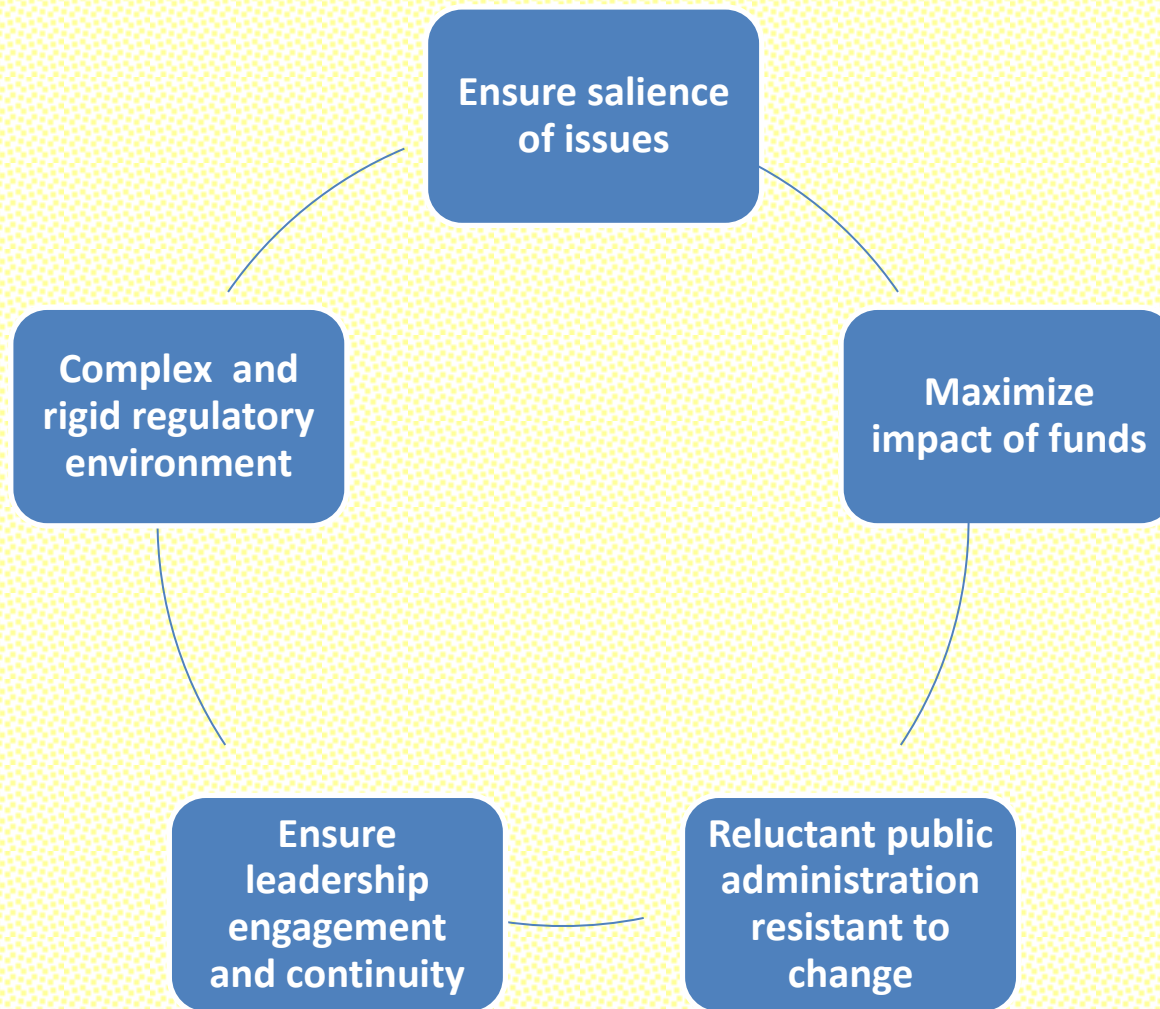 Ensure salience
of issues
Maximize
impact of funds
Reluctant public
administration
resistant to
change
Ensure
leadership
engagement
and continuity
Complex and
rigid regulatory
environment